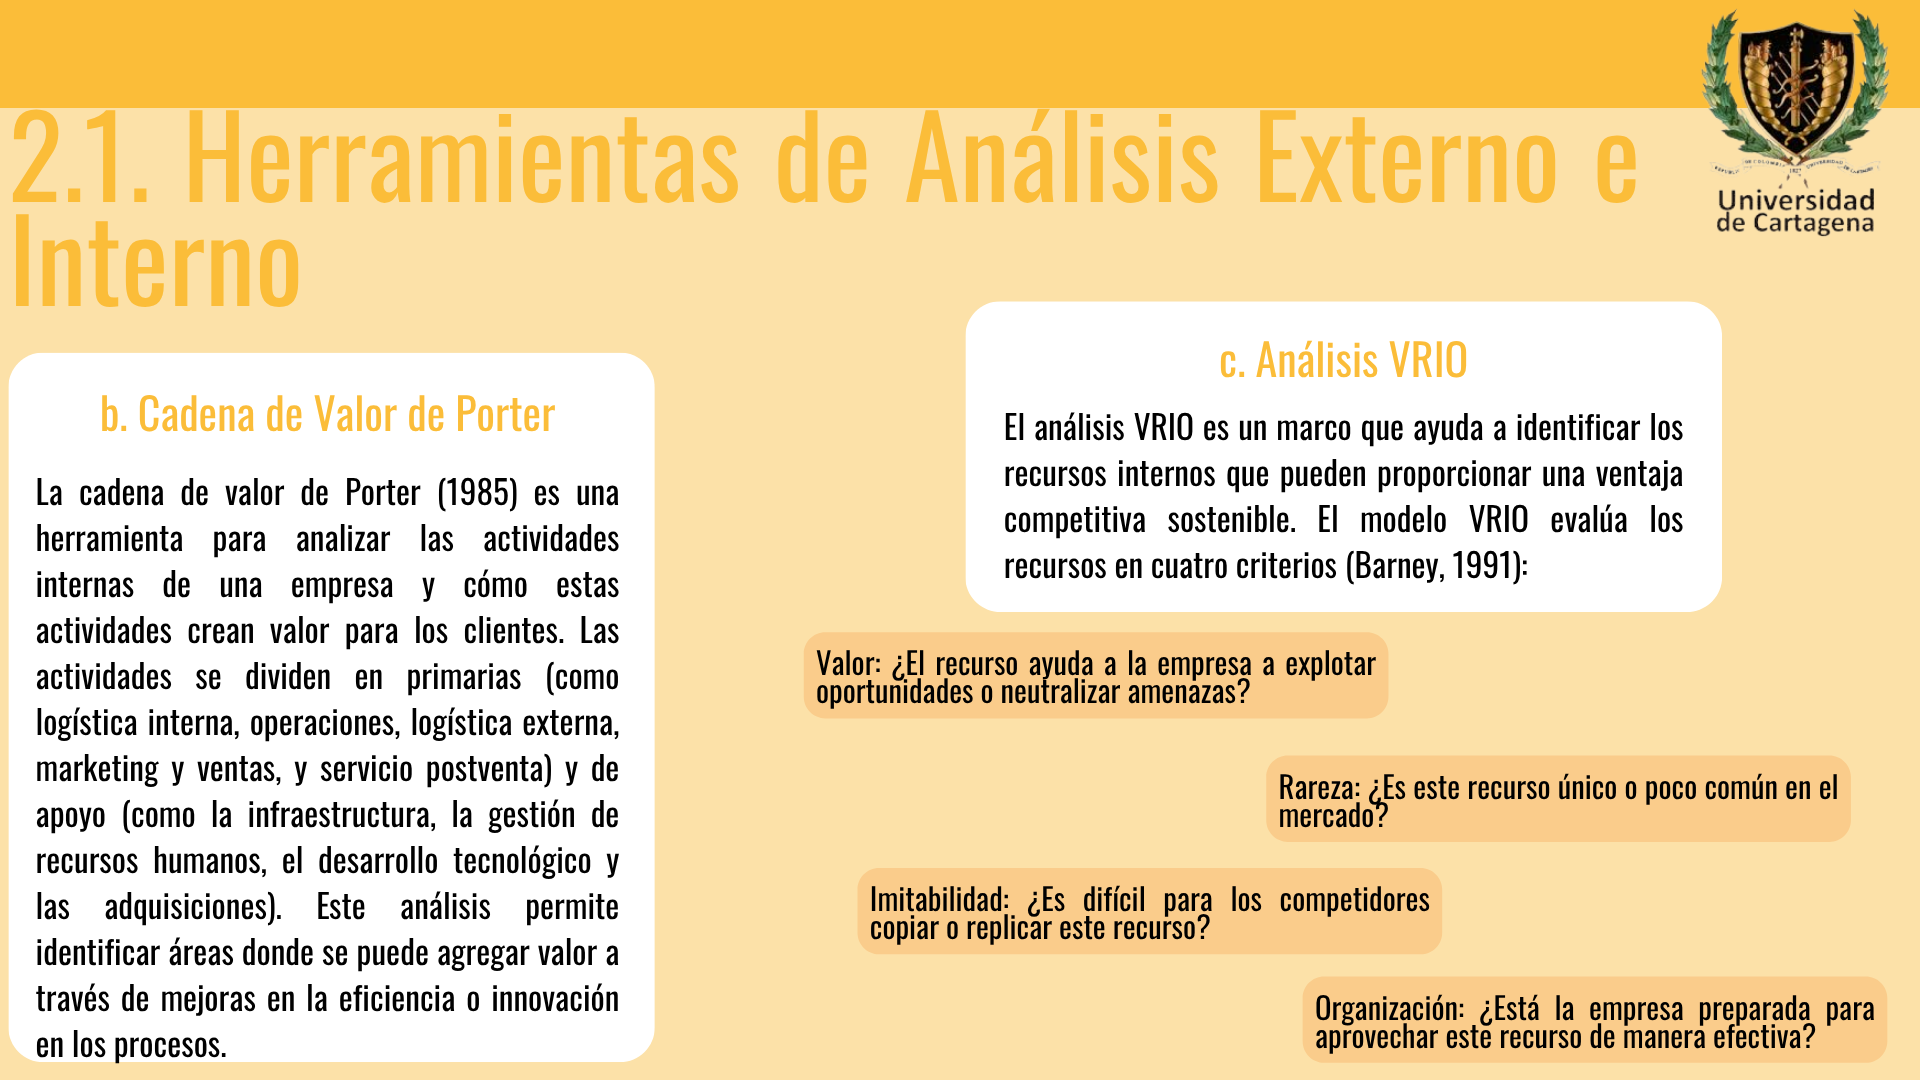 2.1. Herramientas de Análisis Externo e
Interno
Universidad
de Cartagena
b. Cadena de Valor de Porter
La cadena de valor de Porter (1985) es una
herramienta para analizar las actividades
internas de una empresa y cómo estas
actividades crean valor para los clientes. Las
actividades se dividen en primarias (como
logística interna, operaciones, logística externa,
marketing y ventas, y servicio postventa) y de
apoyo (como la infraestructura, la gestión de
recursos humanos, el desarrollo tecnológico y
las adquisiciones). Este análisis permite
identificar áreas donde se puede agregar valor a
través de mejoras en la eficiencia o innovación
en los procesos.
c. Análisis VRIO
El análisis VRIO es un marco que ayuda a identificar los
recursos internos que pueden proporcionar una ventaja
competitiva sostenible. El modelo VRIO evalúa los
recursos en cuatro criterios (Barney, 1991):
Valor: ¿El recurso ayuda a la empresa a explotar
oportunidades o neutralizar amenazas?
Rareza: ¿Es este recurso único o poco común en el
mercado?
Imitabilidad: ¿Es difícil para los competidores
copiar o replicar este recurso?
Organización: ¿Está la empresa preparada para
aprovechar este recurso de manera efectiva?